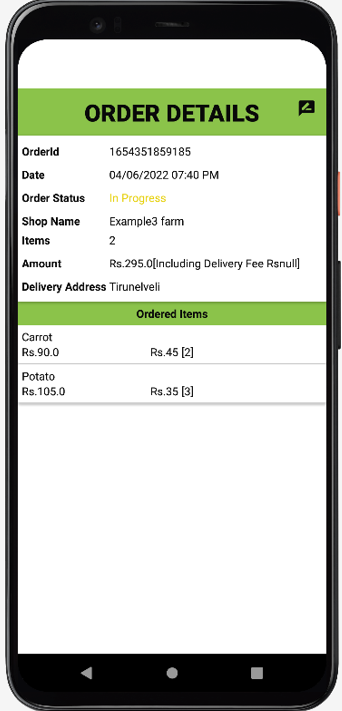 ORDER DETAILS
OrderId 1654351859185
Date 04/06/2022 07:40 PM
Order Status In Progress
Shop Name Example3 farm
Items 2
Amount Rs.295.0[Including Delivery Fee Rsnull]
Delivery Address Tirunelveli
Ordered Items
Carrot
Rs.90.0 Rs.45 [2]
Potato
Rs.105.0 Rs.35 [3]